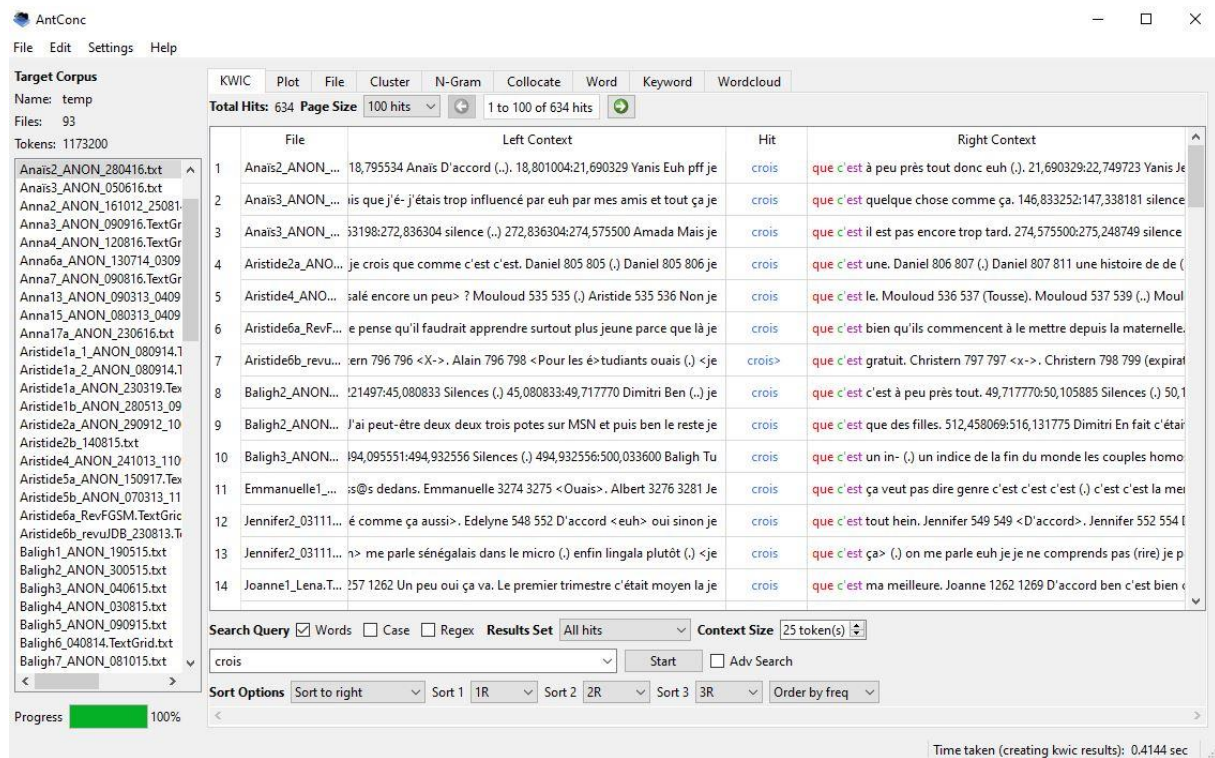 AntConc
File Edit Settings Help
Target Corpus
Name: temp
Files: 93
Tokens: 1173200
Anaïs2_ANON_280416.txt
Anaïs3_ANON_050616.txt
Anna2_ANON_161012_25081
Anna3_ANON_090916.TextGr
Anna4_ANON_120816.TextGr
Anna6a_ANON_130714_0309
Anna7_ANON_090816.TextGr
Anna13_ANON_090313_0409
Anna15_ANON_080313_0409
Anna17a_ANON_230616.txt
Aristide1a_1_ANON_080914.T
Aristide1a_2_ANON_080914.T
Aristide1a_ANON_230319.Tex
Aristide1b_ANON_280513_09
Aristide2a_ANON_290912_10
Aristide2b_140815.txt
Aristide4_ANON_241013_110
Aristide5a_ANON_150917.Tex
Aristide5b_ANON_070313_11
Aristide6a_RevFGSM.TextGric
Aristide6b_revuJDB_230813.Te
Baligh1_ANON_190515.txt
Baligh2_ANON_300515.txt
Baligh3_ANON_040615.txt
Baligh4_ANON_030815.txt
Baligh5_ANON_090915.txt
Baligh6_040814.TextGrid.txt
Baligh7_ANON_081015.txt
Progress 100%
KWIC Plot File Cluster N-Gram Collocate Word Keyword Wordcloud
Total Hits: 634 Page Size 100 hits 1 to 100 of 634 hits
File Left Context Hit Right Context
1 Anaïs2_ANON_... 18,795534 Anaïs D'accord (..). 18,801004:21,690329 Yanis Euh pff je crois que c'est à peu près tout donc euh (.). 21,690329:22,749723 Yanis Je
2 Anaïs3_ANON_... is que j'é- j'étais trop influencé par euh par mes amis et tout ça je crois que c'est quelque chose comme ça. 146,833252:147,338181 silence
3 Anaïs3_ANON_... 53198:272,836304 silence (..) 272,836304:274,575500 Amada Mais je crois que c'est il est pas encore trop tard. 274,575500:275,248749 silence
4 Aristide2a_ANO... je crois que comme c'est c'est. Daniel 805 805 (.) Daniel 805 806 je crois que c'est une. Daniel 806 807 (.) Daniel 807 811 une histoire de de (
5 Aristide4_ANO... salé encore un peu> ? Mouloud 535 535 (.) Aristide 535 536 Non je crois que c'est le. Mouloud 536 537 (Tousse). Mouloud 537 539 (..) Moul
6 Aristide6a_RevF... e pense qu'il faudrait apprendre surtout plus jeune parce que là je crois que c'est bien qu'ils commencent à le mettre depuis la maternelle.
7 Aristide6b_revu... ern 796 796 <X->. Alain 796 798 <Pour les é>tudiants ouais (.) <je crois> que c'est gratuit. Christern 797 797 <x->. Christern 798 799 (expirat
8 Baligh2_ANON... 221497:45,080833 Silences (.) 45,080833:49,717770 Dimitri Ben (..) je crois que c'est c'est à peu près tout. 49,717770:50,105885 Silences (.) 50,1
9 Baligh2_ANON... J'ai peut-être deux deux trois potes sur MSN et puis ben le reste je crois que c'est que des filles. 512,458069:516,131775 Dimitri En fait c'étai
10 Baligh3_ANON... 494,095551:494,932556 Silences (.) 494,932556:500,033600 Baligh Tu crois que c'est un in- (.) un indice de la fin du monde les couples homo
11 Emmanuelle1_... ss@s dedans. Emmanuelle 3274 3275 <Ouais>. Albert 3276 3281 Je crois que c'est ça veut pas dire genre c'est c'est c'est (.) c'est c'est la mer
12 Jennifer2_03111... é comme ça aussi>. Edelyne 548 552 D'accord <euh> oui sinon je crois que c'est tout hein. Jennifer 549 549 <D'accord>. Jennifer 552 554
13 Jennifer2_03111... > me parle sénégalais dans le micro (.) enfin lingala plutôt (.) <je crois que c'est ça> (.) on me parle euh je je ne comprends pas (rire) je p
14 Joanne1_Lena.T... 257 1262 Un peu oui ça va. Le premier trimestre c'était moyen la je crois que c'est ma meilleure. Joanne 1262 1269 D'accord ben c'est bien
Search Query Words Case Regex Results Set All hits Context Size 25 token(s)
crois Start Adv Search
Sort Options Sort to right Sort 1 1R Sort 2 2R Sort 3 3R Order by freq
Time taken (creating kwic results): 0.4144 sec